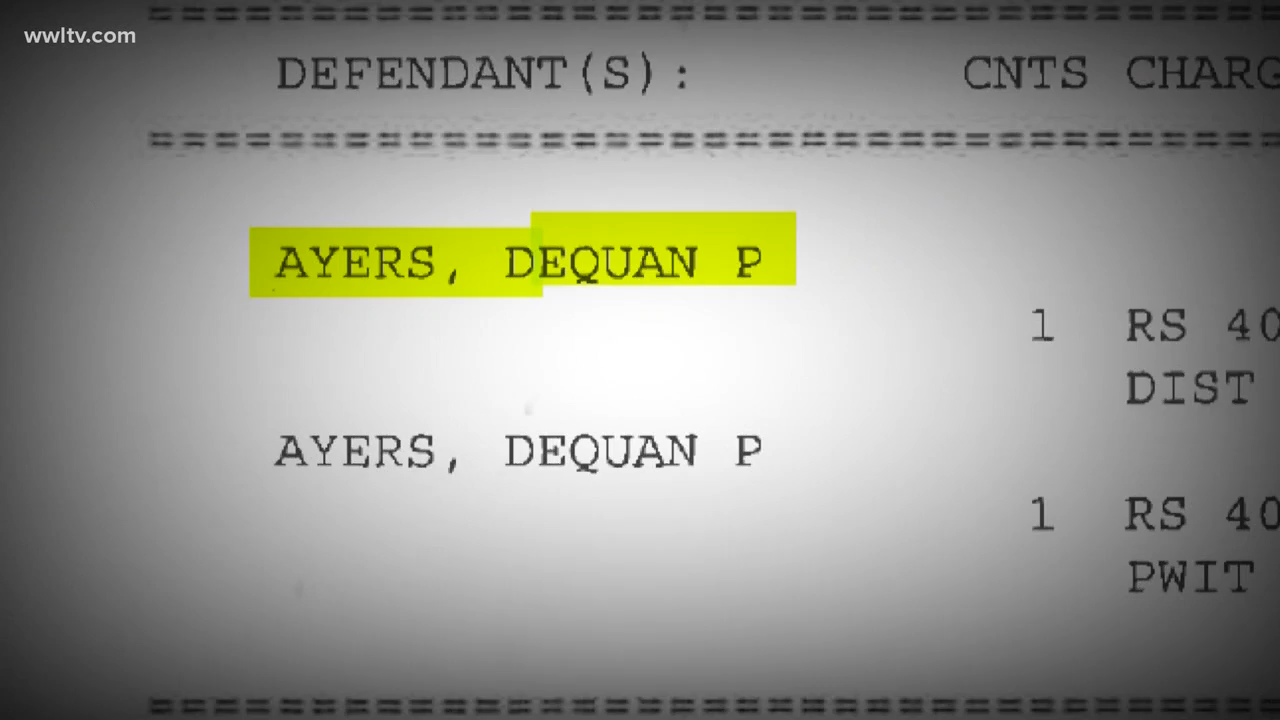 wwltv.com
DEFENDANT(S): CNTS CHARG
AYERS, DEQUAN P
1 RS 40
DIST
AYERS, DEQUAN P
1 RS 40
PWIT